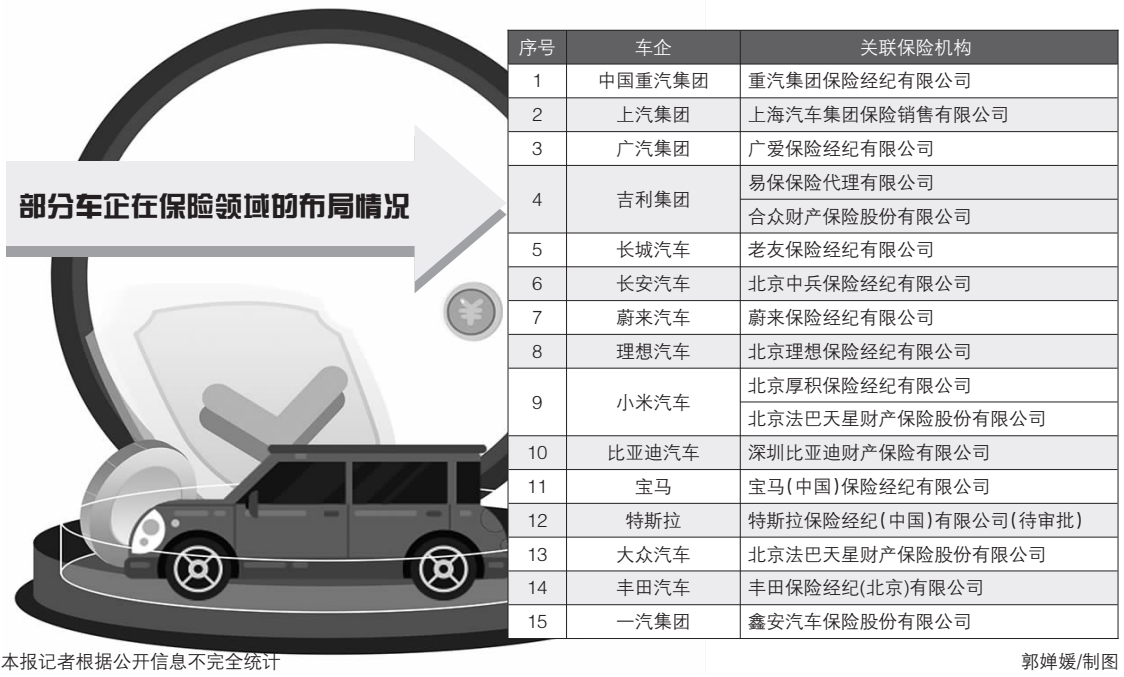 部分车企在保险领域的布局情况
序号 车企 关联保险机构
1 中国重汽集团 重汽集团保险经纪有限公司
2 上汽集团 上海汽车集团保险销售有限公司
3 广汽集团 广爱保险经纪有限公司
4 吉利集团 易保保险代理有限公司
合众财产保险股份有限公司
5 长城汽车 老友保险经纪有限公司
6 长安汽车 北京中兵保险经纪有限公司
7 蔚来汽车 蔚来保险经纪有限公司
8 理想汽车 北京理想保险经纪有限公司
9 小米汽车 北京厚积保险经纪有限公司
北京法巴天星财产保险股份有限公司
10 比亚迪汽车 深圳比亚迪财产保险有限公司
11 宝马 宝马(中国)保险经纪有限公司
12 特斯拉 特斯拉保险经纪(中国)有限公司(待审批)
13 大众汽车 北京法巴天星财产保险股份有限公司
14 丰田汽车 丰田保险经纪(北京)有限公司
15 一汽集团 鑫安汽车保险股份有限公司
¥
本报记者根据公开信息不完全统计
郭婵媛/制图